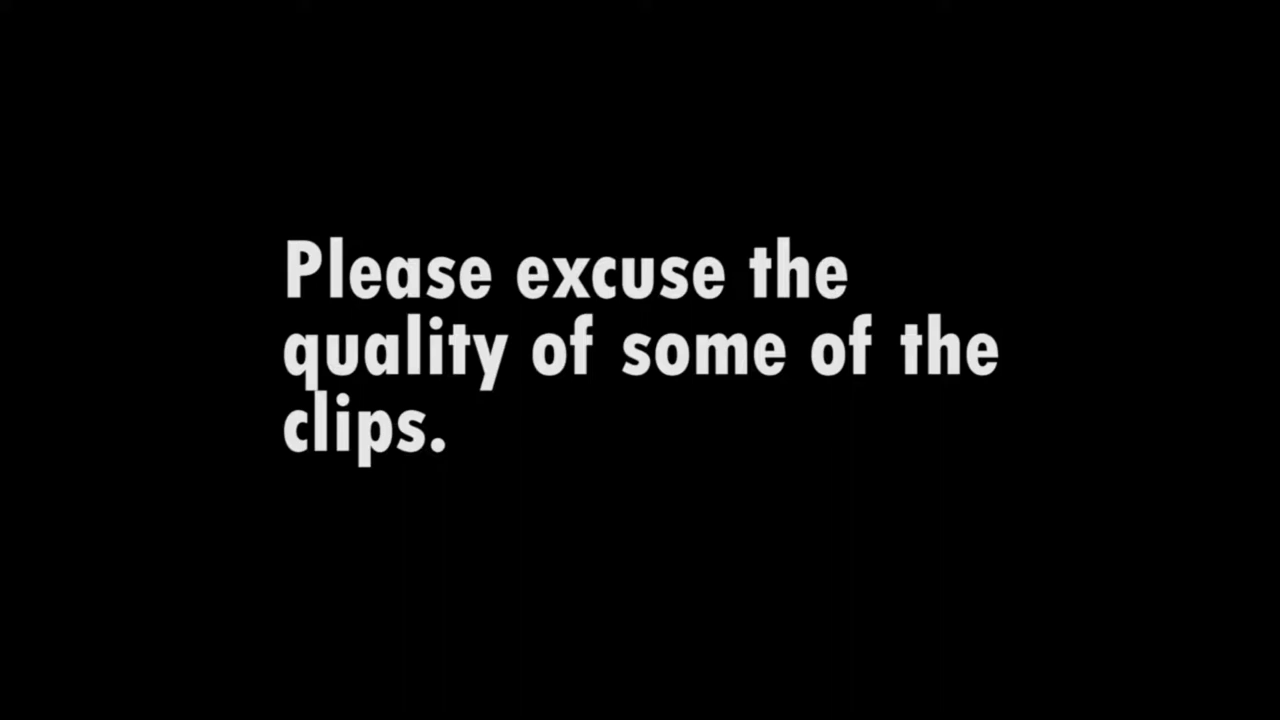 Please excuse the
quality of some of the
clips.